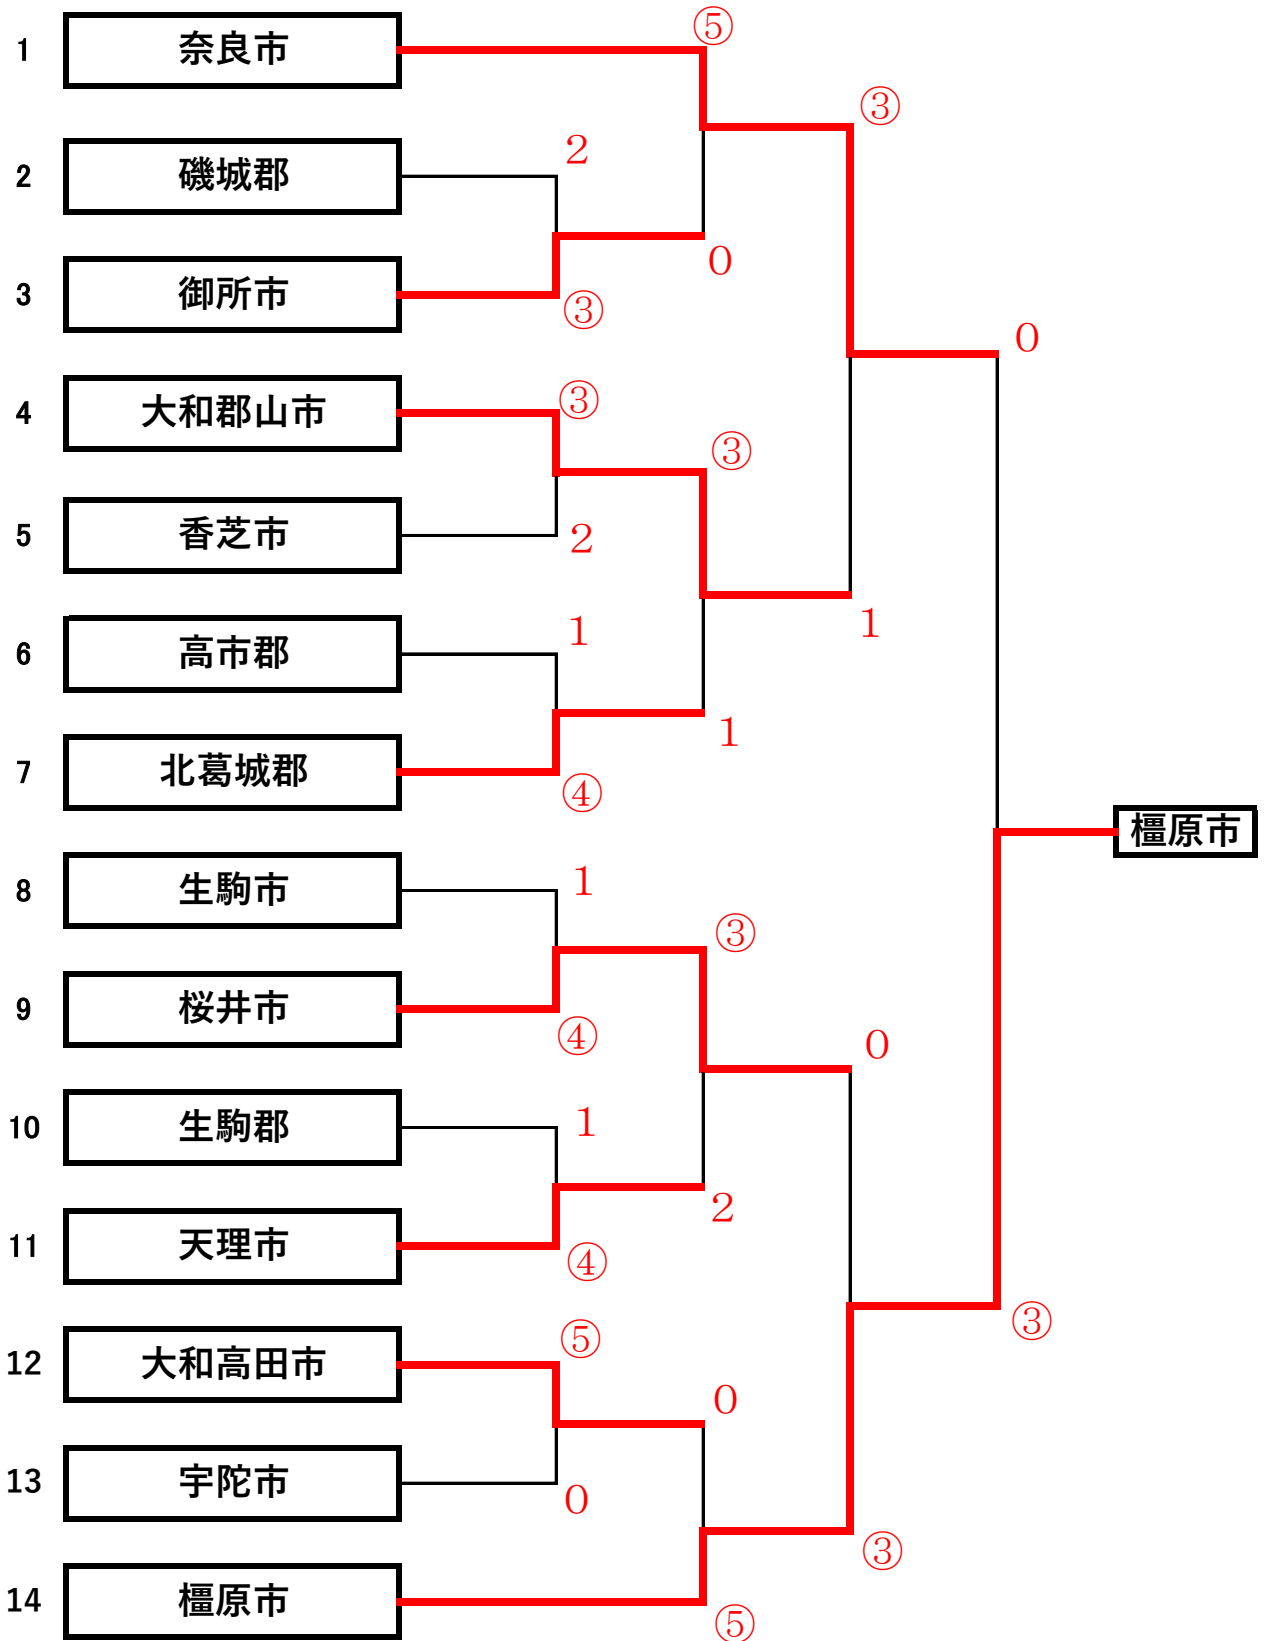 ⑤
1 奈良市
③
2
2 磯城郡
0
3 御所市
③
0
③
4 大和郡山市
③
5 香芝市
2
1
1
6 高市郡
1
7 北葛城郡
④
橿原市
1
8 生駒市
③
9 桜井市
④
0
1
10 生駒郡
2
11 天理市
④
③
⑤
12 大和高田市
0
13 宇陀市
0
③
14 橿原市
⑤